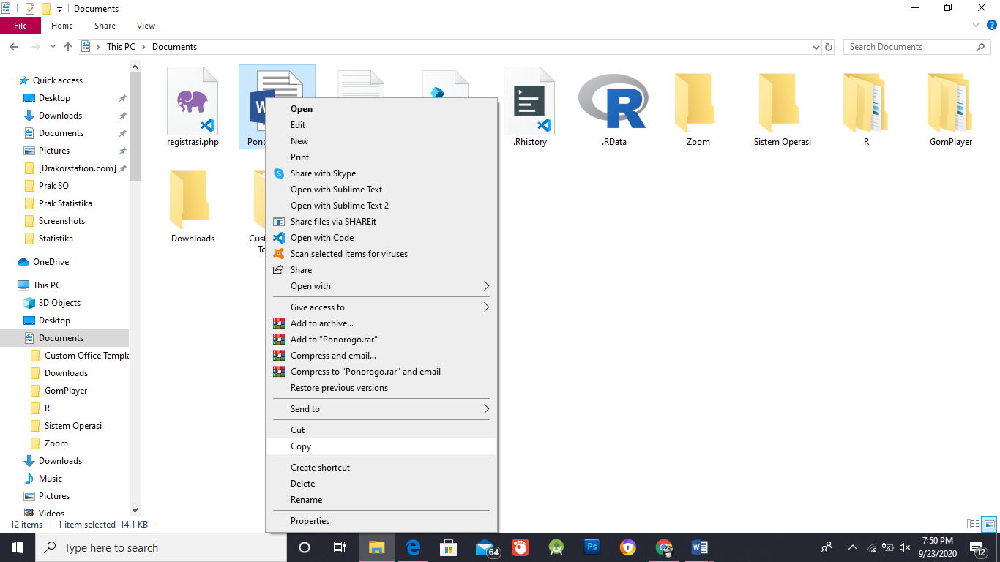 Documents
File Home Share View
This PC Documents
Search Documents
Quick access
Desktop
Downloads
Documents
Pictures
[Drakorstation.com]
Prak SO
Prak Statistika
Screenshots
Statistika
OneDrive
This PC
3D Objects
Desktop
Documents
Custom Office Templa
Downloads
GomPlayer
R
Sistem Operasi
Zoom
Downloads
Music
Pictures
Videos
registrasi.php
.Rhistory
.RData
Zoom
Sistem Operasi
R
GomPlayer
Downloads
Open
Edit
New
Print
Share with Skype
Open with Sublime Text
Open with Sublime Text 2
Share files via SHAREit
Open with Code
Scan selected items for viruses
Share
Open with
Give access to
Add to archive...
Add to "Ponorogo.rar"
Compress and email...
Compress to "Ponorogo.rar" and email
Restore previous versions
Send to
Cut
Copy
Create shortcut
Delete
Rename
Properties
12 items 1 item selected 14.1 KB
Type here to search
64
Ps
7:50 PM
9/23/2020
12